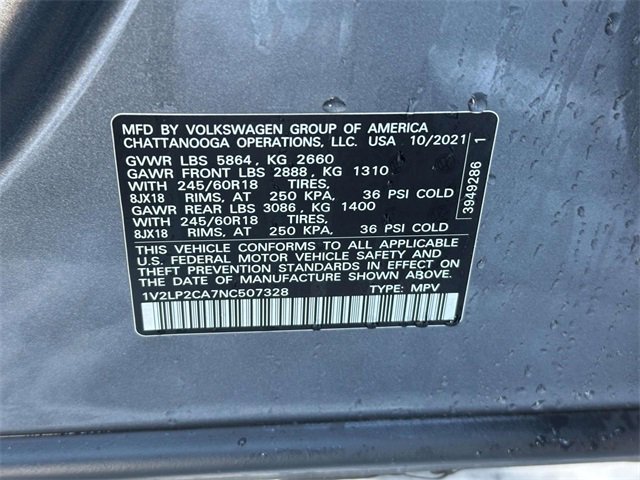 MFD BY VOLKSWAGEN GROUP OF AMERICA
CHATTANOOGA OPERATIONS, LLC. USA 10/2021
GVWR LBS 5864, KG 2660
GAWR FRONT LBS 2888, KG 1310
WITH 245/60R18 TIRES,
8JX18 RIMS, AT 250 KPA, 36 PSI COLD
GAWR REAR LBS 3086, KG 1400
WITH 245/60R18 TIRES,
8JX18 RIMS, AT 250 KPA, 36 PSI COLD
THIS VEHICLE CONFORMS TO ALL APPLICABLE
U.S. FEDERAL MOTOR VEHICLE SAFETY AND
THEFT PREVENTION STANDARDS IN EFFECT ON
THE DATE OF MANUFACTURE SHOWN ABOVE.
1V2LP2CA7NC507328 TYPE: MPV
3949286 1